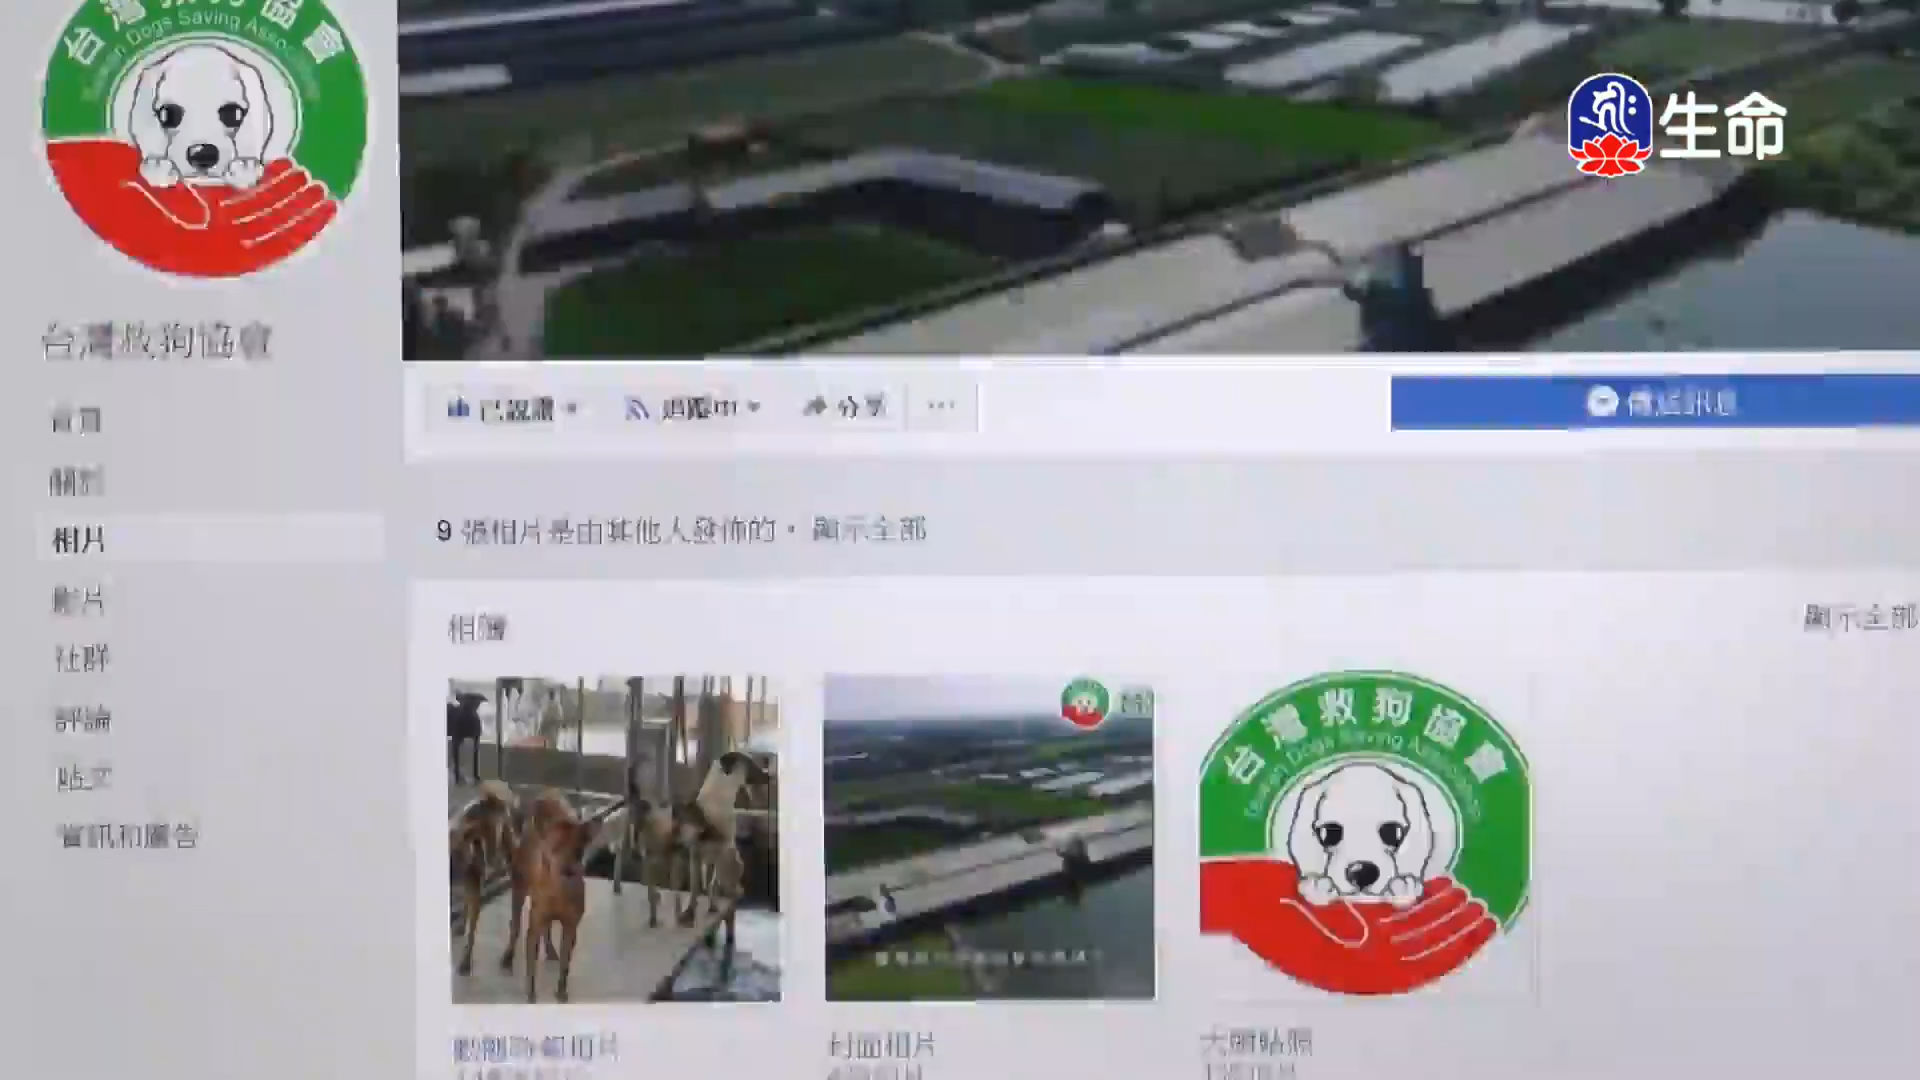 台灣救狗協會
Taiwan Dogs Saving Association
生命
台灣救狗協會
首頁
關於
相片
影片
社群
評論
貼文
資訊和廣告
已說讚
追蹤中
分享
...
傳送訊息
9 張相片是由其他人發佈的。 顯示全部
相簿
顯示全部
台灣救狗協會
Taiwan Dogs Saving Association
動態時報相片
封面相片
大頭貼照